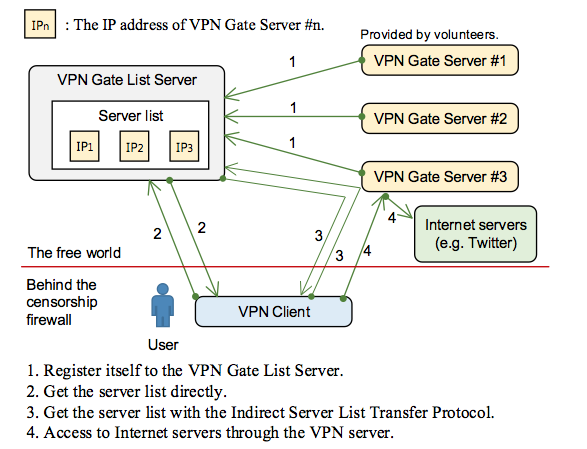 IPn : The IP address of VPN Gate Server #n.
Provided by volunteers.
VPN Gate List Server
Server list
IP1 IP2 IP3
1
VPN Gate Server #1
1
VPN Gate Server #2
1
VPN Gate Server #3
2
2
3
3
4
4
Internet servers
(e.g. Twitter)
The free world
Behind the
censorship
firewall
User
VPN Client
1. Register itself to the VPN Gate List Server.
2. Get the server list directly.
3. Get the server list with the Indirect Server List Transfer Protocol.
4. Access to Internet servers through the VPN server.